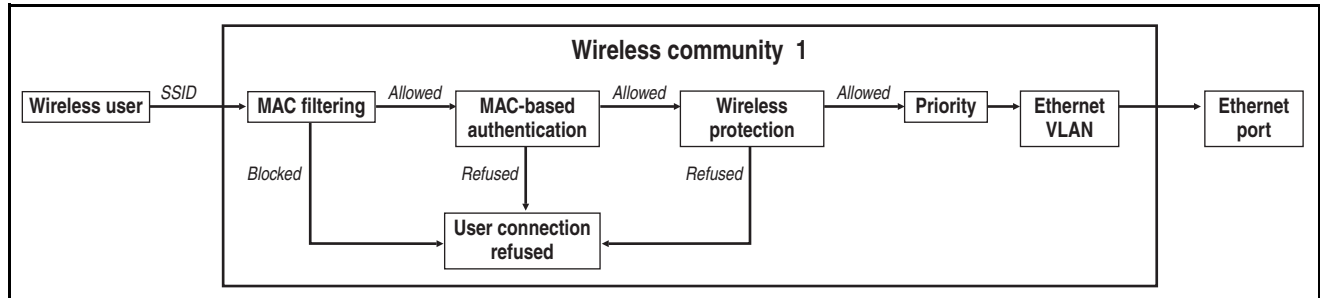 Wireless community 1
Wireless user
SSID
MAC filtering
Allowed
MAC-based
authentication
Allowed
Wireless
protection
Allowed
Priority
Ethernet
VLAN
Ethernet
port
Blocked
Refused
Refused
User connection
refused